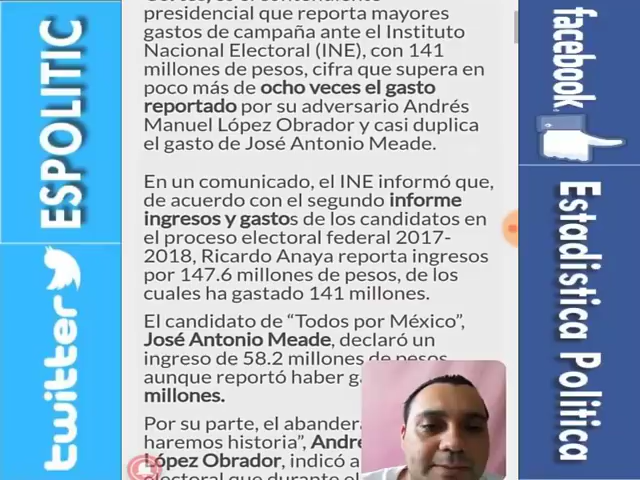 presidencial que reporta mayores
gastos de campaña ante el Instituto
Nacional Electoral (INE), con 141
millones de pesos, cifra que supera en
poco más de ocho veces el gasto
reportado por su adversario Andrés
Manuel López Obrador y casi duplica
el gasto de José Antonio Meade.
En un comunicado, el INE informó que,
de acuerdo con el segundo informe
ingresos y gastos de los candidatos en
el proceso electoral federal 2017-
2018, Ricardo Anaya reporta ingresos
por 147.6 millones de pesos, de los
cuales ha gastado 141 millones.
El candidato de “Todos por México”,
José Antonio Meade, declaró un
ingreso de 58.2 millones de pesos
aunque reportó haber
millones.
Por su parte, el
haremos historia”,
López Obrador, indicó
electoral que durante el
ESPOLITIC
twitter
facebook
Estadistica Politica